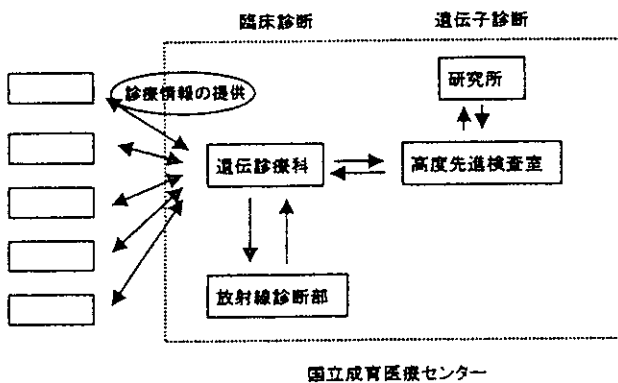 臨床診断
遺伝子診断
診療情報の提供
研究所
遺伝診療科
高度先進検査室
放射線診断部
国立成育医療センター